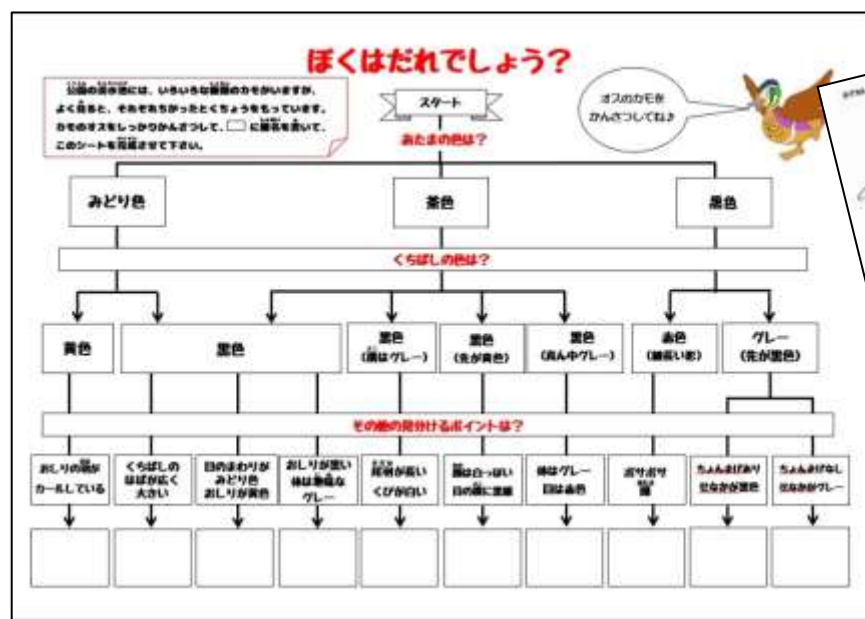 ぼくはだれでしょう?
公園の池には、いろいろな種類のカモがいますが、
よく見ると、それぞれちがったとくちょうをもっています。
カモのオスをしっかりかんさつして、□に種名を書いて、
このシートを完成させて下さい。
スタート
オスのカモを
かんさつしてね♪
あたまの色は?
みどり色
茶色
黒色
くちばしの色は?
黄色
黒色
黒色
(横はグレー)
黒色
(先が黄色)
黒色
(真ん中グレー)
赤色
(細長い形)
グレー
(先が黒色)
その他の見分けるポイントは?
おしりの羽が
カールしている
くちばしの
はばが広く
大きい
目のまわりが
みどり色
おしりが黄色
おしりが黒い
体は地味な
グレー
尾羽が長い
くびが白い
顔は白っぽい
目の横に黒線
体はグレー
目は赤色
ボサボサ
頭
ちょんまげあり
せなかが黒色
ちょんまげなし
せなかがグレー